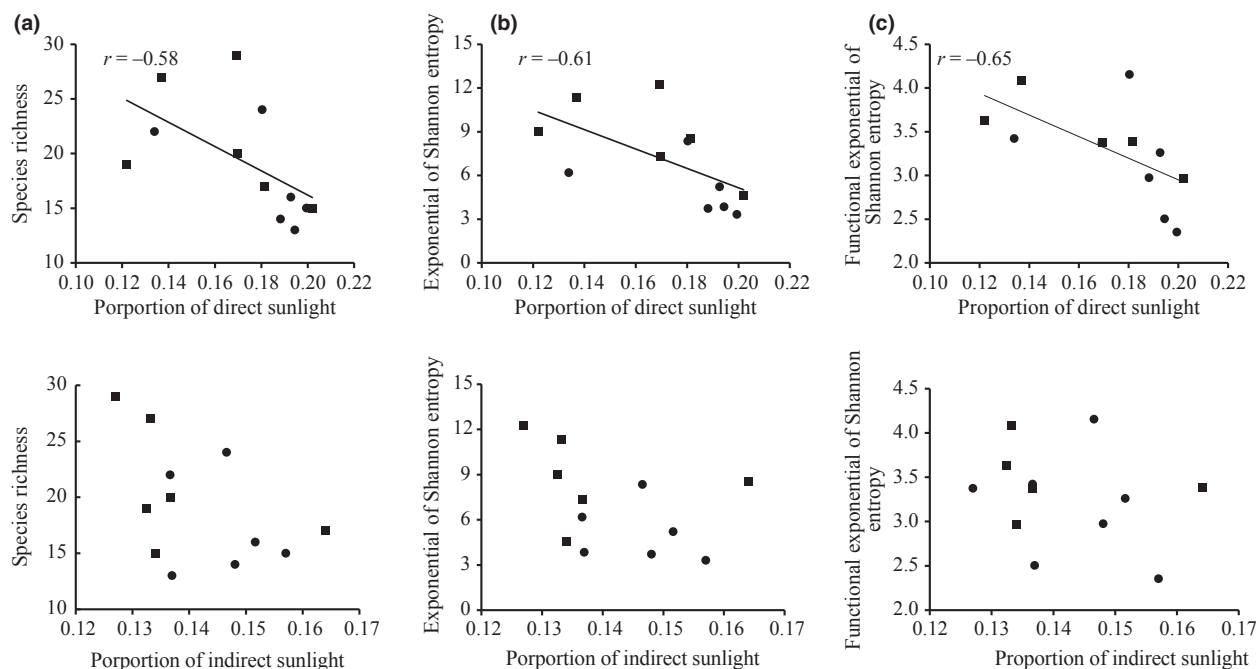 (a)
r = –0.58
Species richness
30
25
20
15
10
0.10 0.12 0.14 0.16 0.18 0.20 0.22
Porportion of direct sunlight
(b)
r = –0.61
Exponential of Shannon entropy
15
12
9
6
3
0
0.10 0.12 0.14 0.16 0.18 0.20 0.22
Porportion of direct sunlight
(c)
r = –0.65
Functional exponential of
Shannon entropy
4.5
4.0
3.5
3.0
2.5
2.0
0.10 0.12 0.14 0.16 0.18 0.20 0.22
Proportion of direct sunlight
Species richness
30
25
20
15
10
0.12 0.13 0.14 0.15 0.16 0.17
Porportion of indirect sunlight
Exponential of Shannon entropy
15
12
9
6
3
0
0.12 0.13 0.14 0.15 0.16 0.17
Porportion of indirect sunlight
Functional exponential of Shannon
entropy
4.5
4.0
3.5
3.0
2.5
2.0
0.12 0.13 0.14 0.15 0.16 0.17
Proportion of indirect sunlight